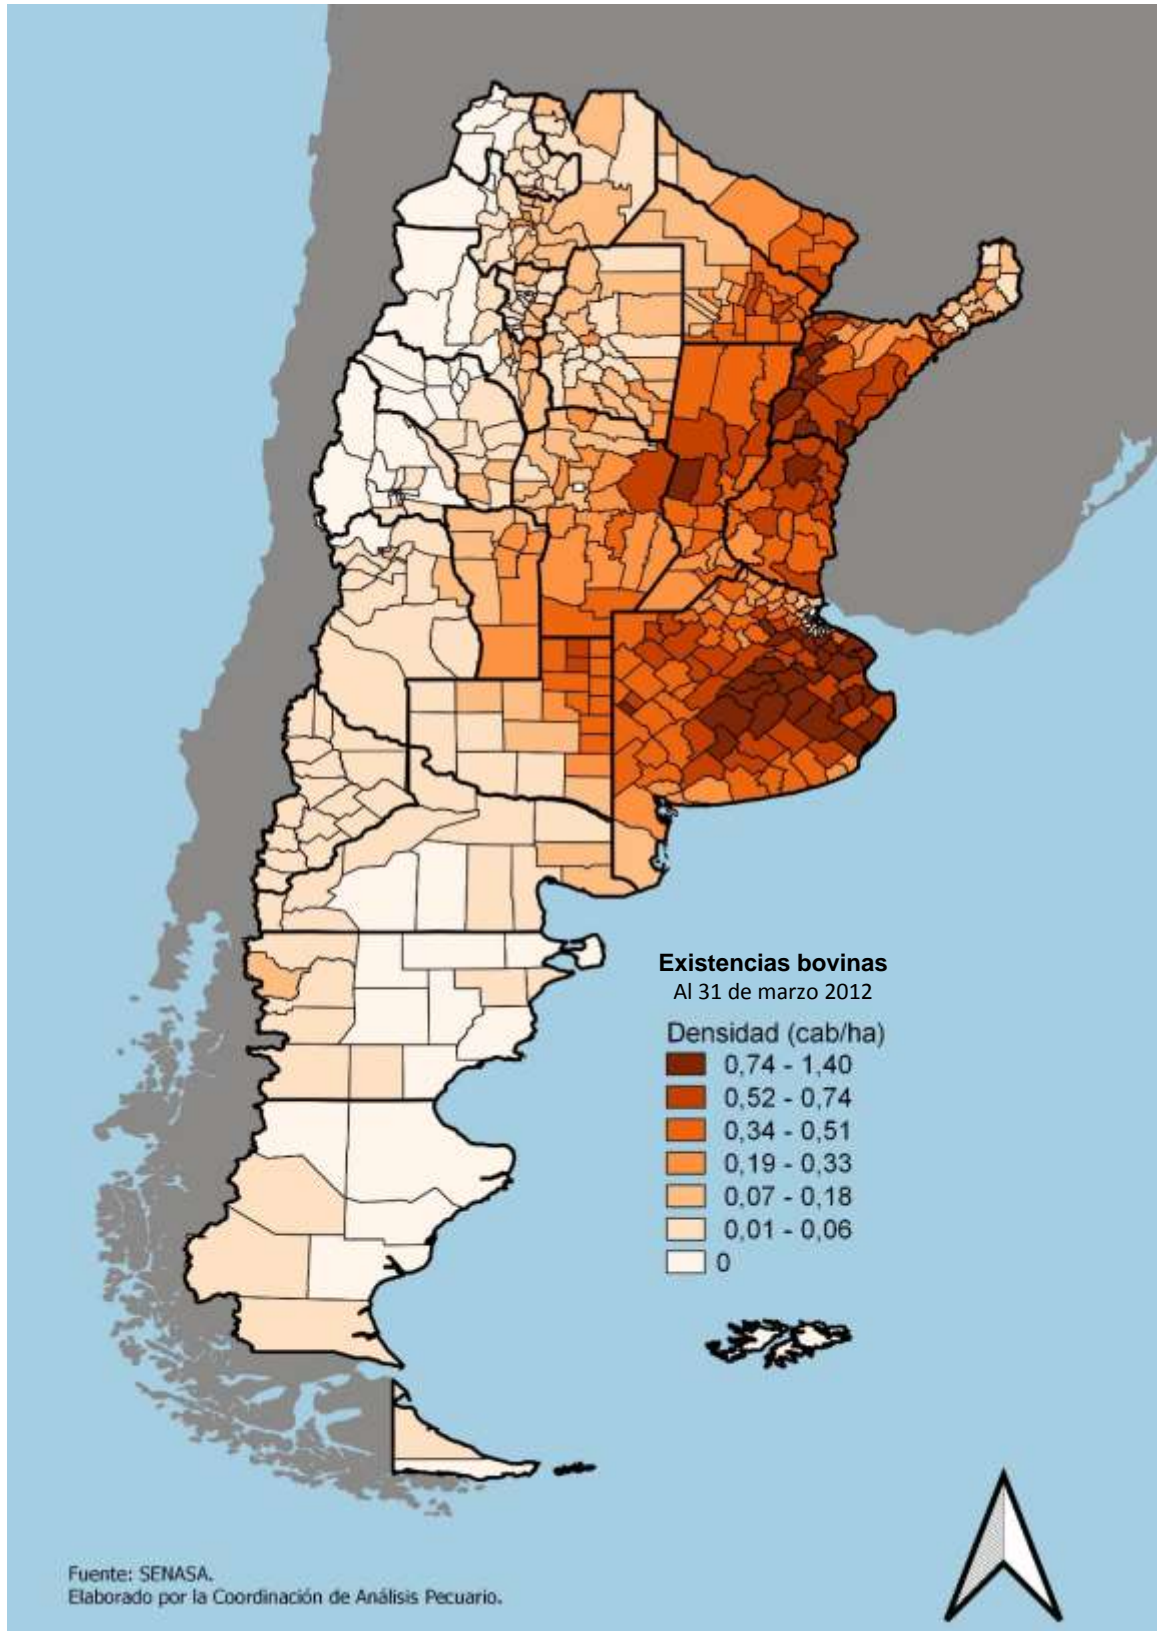 Existencias bovinas
Al 31 de marzo 2012
Densidad (cab/ha)
0,74 - 1,40
0,52 - 0,74
0,34 - 0,51
0,19 - 0,33
0,07 - 0,18
0,01 - 0,06
0
Fuente: SENASA.
Elaborado por la Coordinación de Análisis Pecuario.